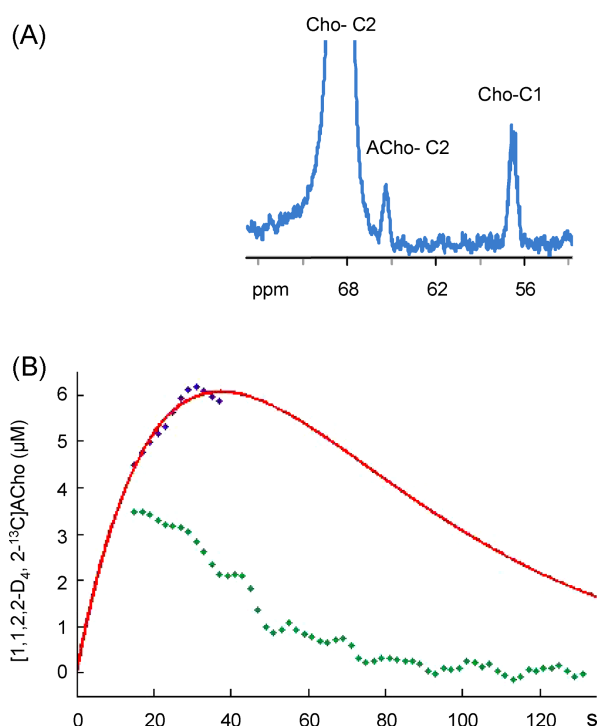 (A)
Cho- C2
Cho-C1
ACho- C2
ppm 68 62 56
(B)
[1,1,2,2-D₄, 2-¹³C]ACho (µM)
6
5
4
3
2
1
0
0 20 40 60 80 100 120 s